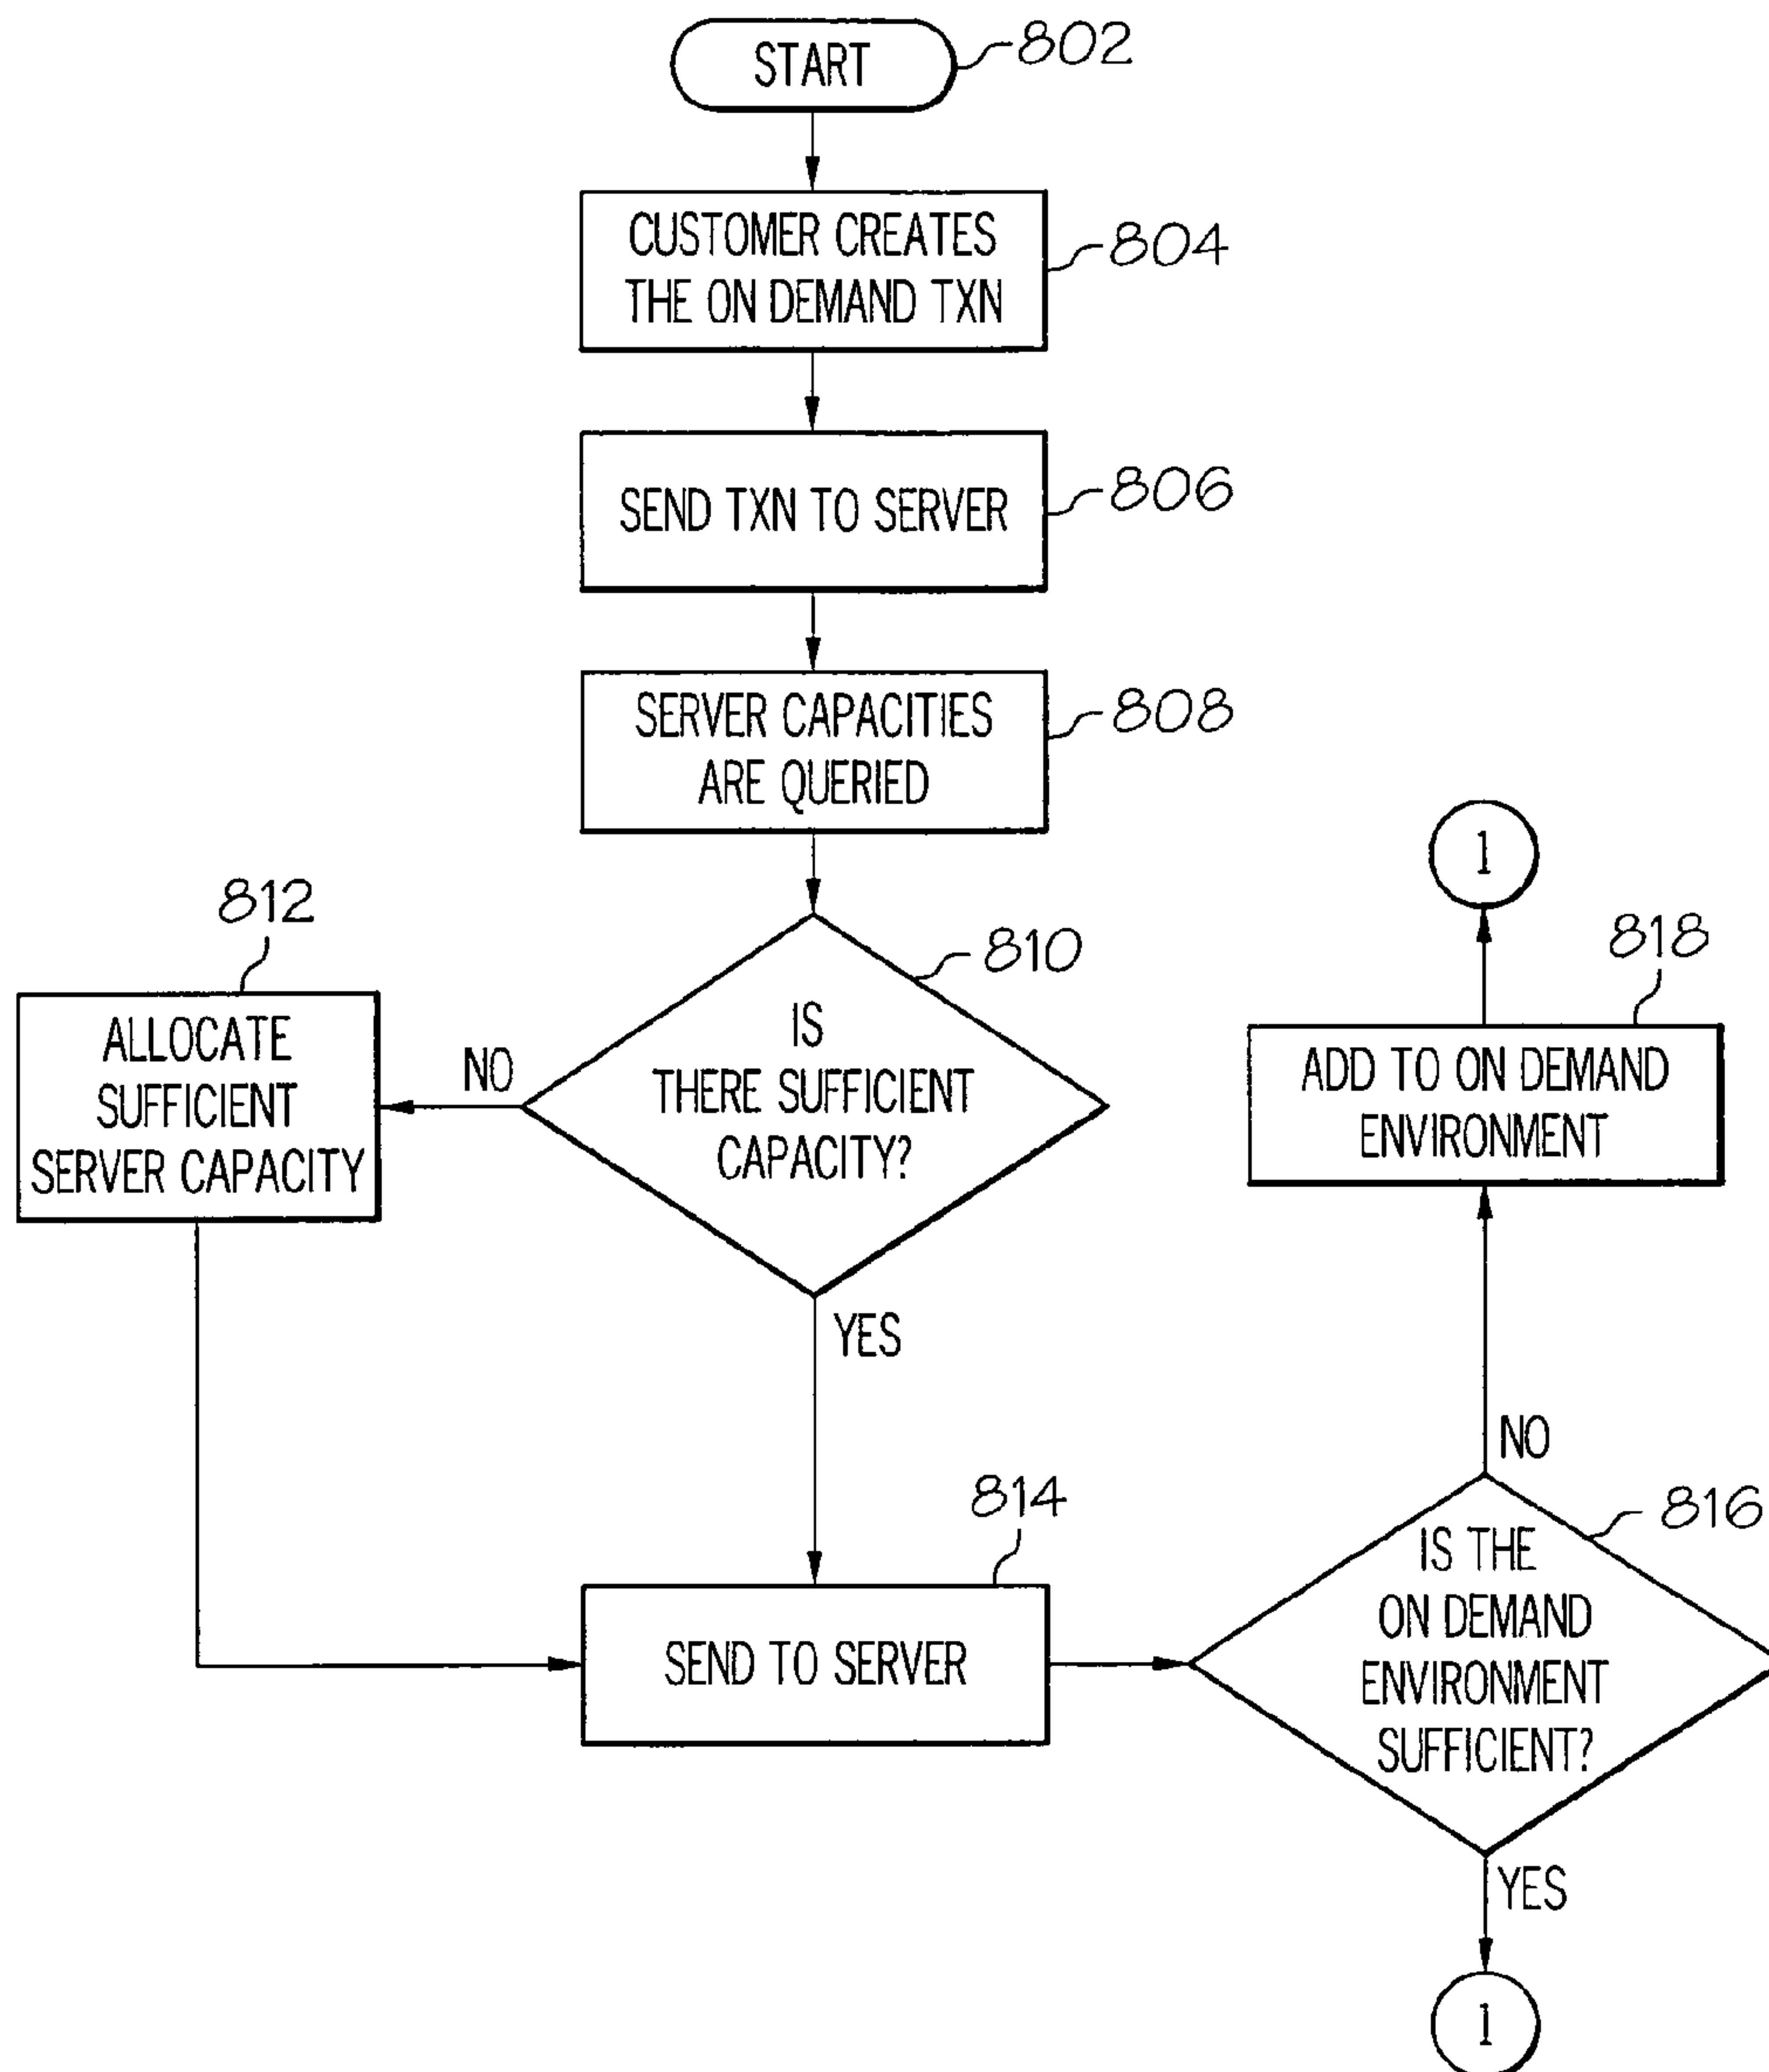 START
802
CUSTOMER CREATES
THE ON DEMAND TXN
804
SEND TXN TO SERVER
806
SERVER CAPACITIES
ARE QUERIED
808
810
IS
THERE SUFFICIENT
CAPACITY?
NO
YES
812
ALLOCATE
SUFFICIENT
SERVER CAPACITY
814
SEND TO SERVER
816
IS THE
ON DEMAND
ENVIRONMENT
SUFFICIENT?
NO
YES
818
ADD TO ON DEMAND
ENVIRONMENT
1
1